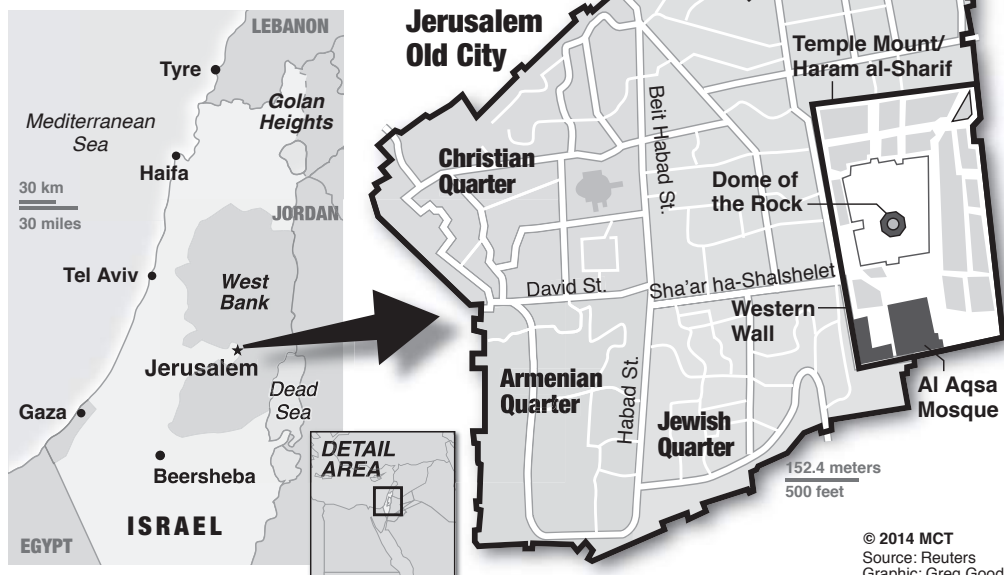 LEBANON
Tyre
Golan
Heights
Mediterranean
Sea
Haifa
30 km
30 miles
JORDAN
Tel Aviv
West
Bank
Jerusalem
Dead
Sea
Gaza
Beersheba
ISRAEL
EGYPT
DETAIL
AREA
Jerusalem
Old City
Temple Mount/
Haram al-Sharif
Christian
Quarter
Beit Habad St.
Dome of
the Rock
David St.
Sha'ar ha-Shalshelet
Western
Wall
Armenian
Quarter
Habad St.
Jewish
Quarter
Al Aqsa
Mosque
152.4 meters
500 feet
© 2014 MCT
Source: Reuters
Graphic: Greg Good